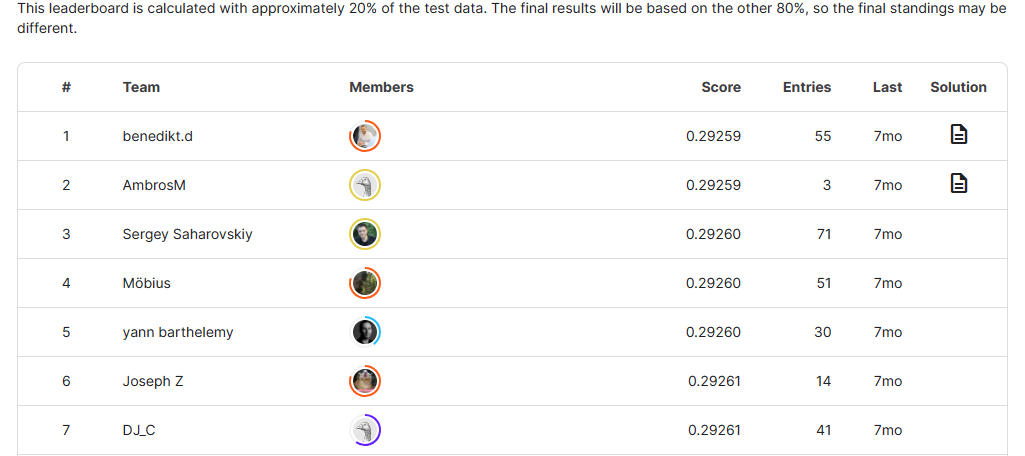 This leaderboard is calculated with approximately 20% of the test data. The final results will be based on the other 80%, so the final standings may be
different.
# Team Members Score Entries Last Solution
1 benedikt.d 0.29259 55 7mo
2 AmbrosM 0.29259 3 7mo
3 Sergey Saharovskiy 0.29260 71 7mo
4 Möbius 0.29260 51 7mo
5 yann barthelemy 0.29260 30 7mo
6 Joseph Z 0.29261 14 7mo
7 DJ_C 0.29261 41 7mo